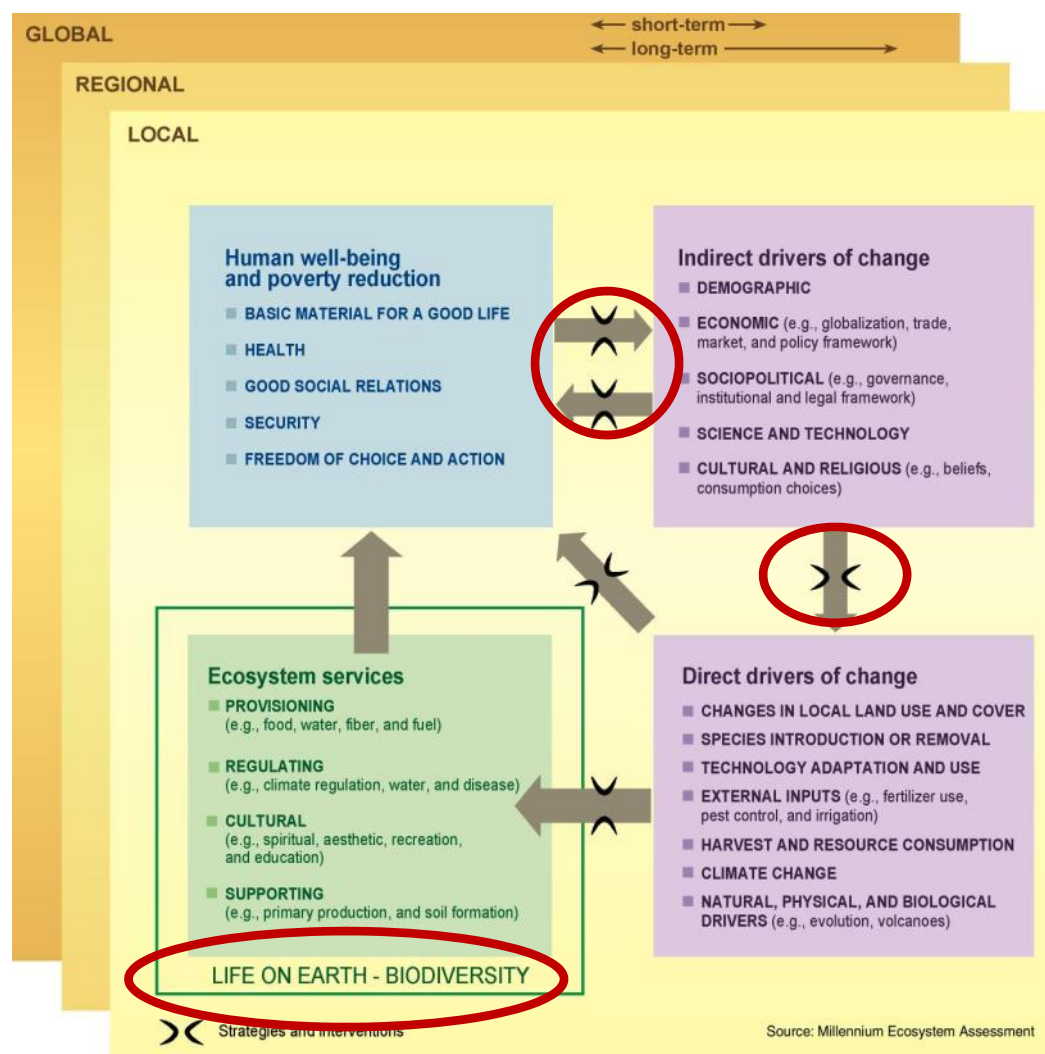 GLOBAL
short-term
long-term
REGIONAL
LOCAL
Human well-being
and poverty reduction
BASIC MATERIAL FOR A GOOD LIFE
HEALTH
GOOD SOCIAL RELATIONS
SECURITY
FREEDOM OF CHOICE AND ACTION
Indirect drivers of change
DEMOGRAPHIC
ECONOMIC (e.g., globalization, trade,
market, and policy framework)
SOCIOPOLITICAL (e.g., governance,
institutional and legal framework)
SCIENCE AND TECHNOLOGY
CULTURAL AND RELIGIOUS (e.g., beliefs,
consumption choices)
Ecosystem services
PROVISIONING
(e.g., food, water, fiber, and fuel)
REGULATING
(e.g., climate regulation, water, and disease)
CULTURAL
(e.g., spiritual, aesthetic, recreation,
and education)
SUPPORTING
(e.g., primary production, and soil formation)
LIFE ON EARTH - BIODIVERSITY
Direct drivers of change
CHANGES IN LOCAL LAND USE AND COVER
SPECIES INTRODUCTION OR REMOVAL
TECHNOLOGY ADAPTATION AND USE
EXTERNAL INPUTS (e.g., fertilizer use,
pest control, and irrigation)
HARVEST AND RESOURCE CONSUMPTION
CLIMATE CHANGE
NATURAL, PHYSICAL, AND BIOLOGICAL
DRIVERS (e.g., evolution, volcanoes)
Strategies and interventions
Source: Millennium Ecosystem Assessment